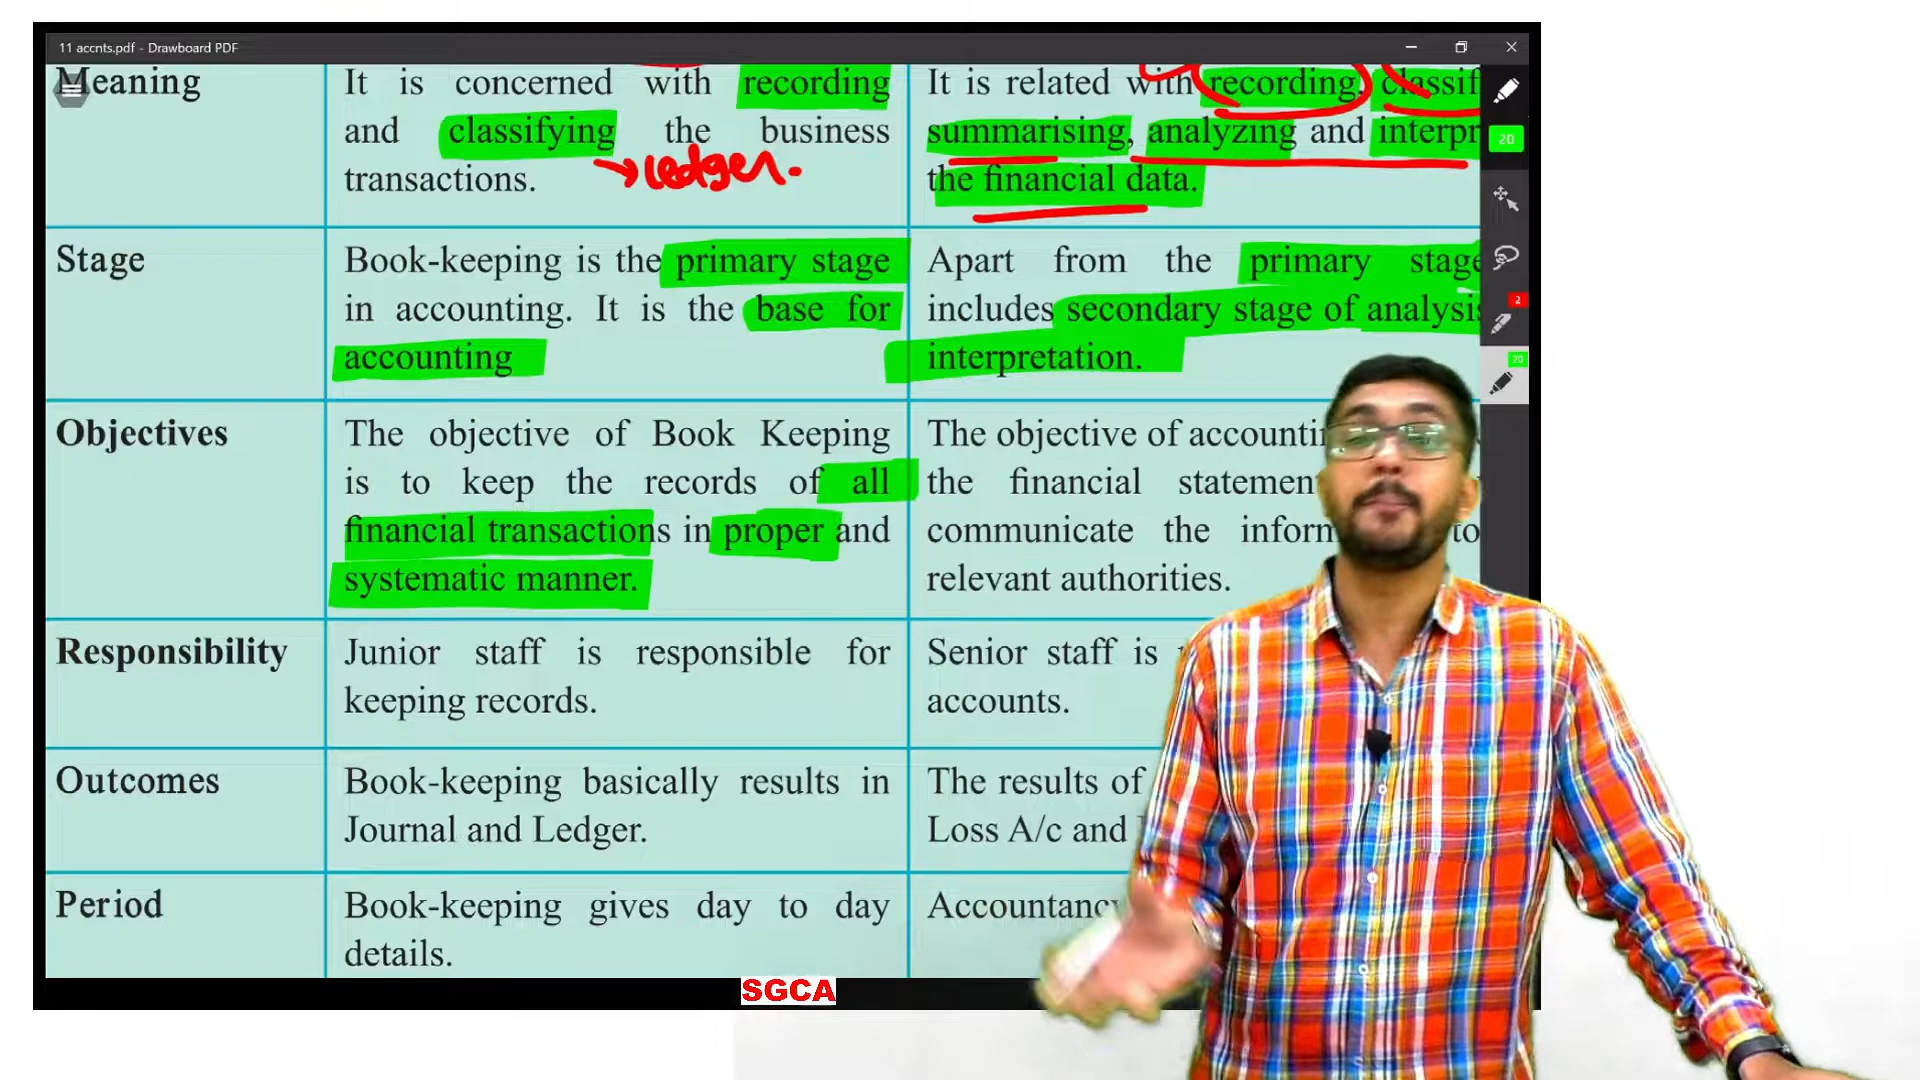 11 accnts.pdf - Drawboard PDF
Meaning
It is concerned with recording
and classifying the business
transactions.
→ledger.
It is related with recording, classif
summarising, analyzing and interpr
the financial data.
20
Stage
Book-keeping is the primary stage
in accounting. It is the base for
accounting
Apart from the primary stage
includes secondary stage of analysis
interpretation.
2
20
Objectives
The objective of Book Keeping
is to keep the records of all
financial transactions in proper and
systematic manner.
The objective of accounti
the financial statemen
communicate the inform to
relevant authorities.
Responsibility
Junior staff is responsible for
keeping records.
Senior staff is
accounts.
Outcomes
Book-keeping basically results in
Journal and Ledger.
The results of
Loss A/c and
Period
Book-keeping gives day to day
details.
Accountancy
SGCA